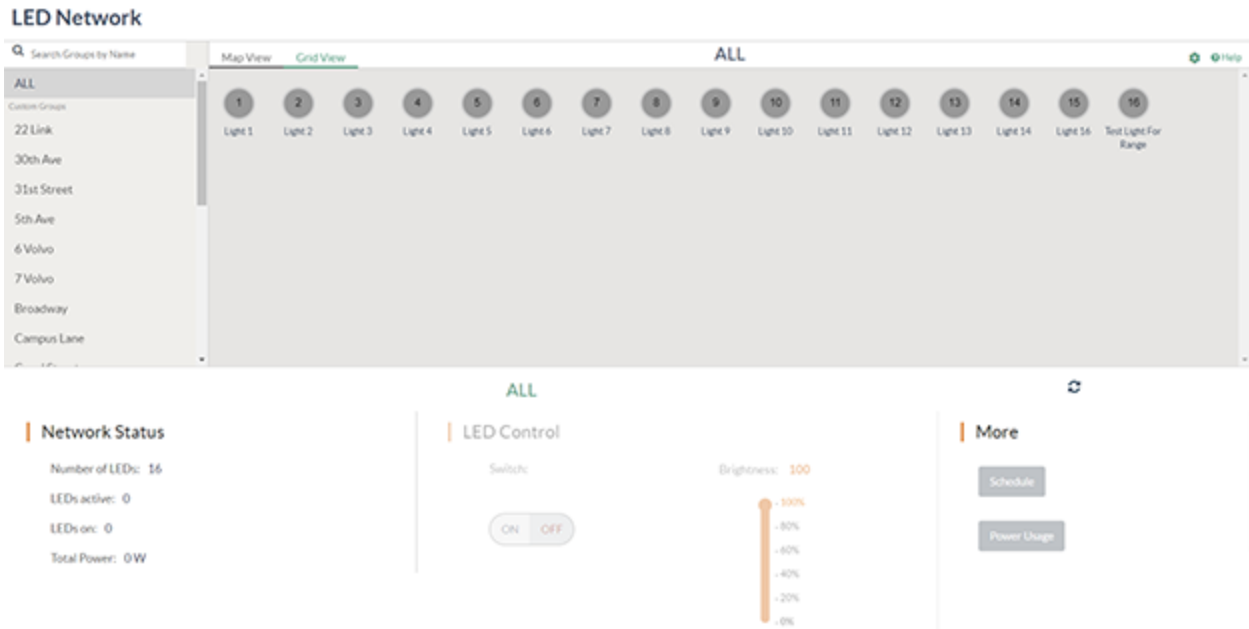 LED Network
Search Groups by Name
Map View Grid View
ALL
Help
ALL
Custom Groups
22 Link
30th Ave
31st Street
5th Ave
6 Volvo
7 Volvo
Broadway
Campus Lane
1 2 3 4 5 6 7 8 9 10 11 12 13 14 15 16
Light 1 Light 2 Light 3 Light 4 Light 5 Light 6 Light 7 Light 8 Light 9 Light 10 Light 11 Light 12 Light 13 Light 14 Light 16 Test Light For
Range
ALL
Network Status
Number of LEDs: 16
LEDs active: 0
LEDs on: 0
Total Power: 0 W
LED Control
Switch:
ON OFF
Brightness: 100
- 100%
- 80%
- 60%
- 40%
- 20%
- 0%
More
Schedule
Power Usage